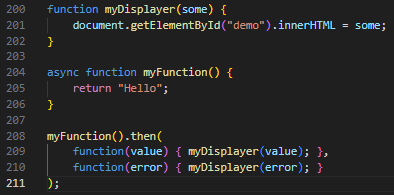 200 function myDisplayer(some) {
201     document.getElementById("demo").innerHTML = some;
202 }
203
204 async function myFunction() {
205     return "Hello";
206 }
207
208 myFunction().then(
209     function(value) { myDisplayer(value); },
210     function(error) { myDisplayer(error); }
211 );